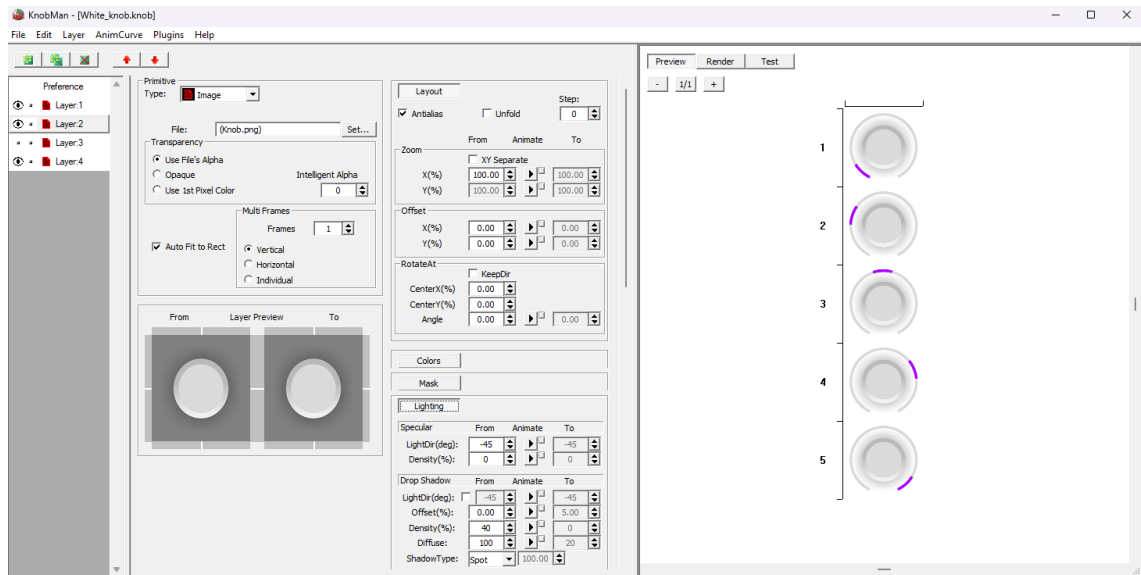 KnobMan - [White_knob.knob]
File Edit Layer AnimCurve Plugins Help
Preference
Layer:1
Layer:2
Layer:3
Layer:4
Primitive
Type: Image
File: (Knob.png) Set...
Transparency
Use File's Alpha
Opaque Intelligent Alpha
Use 1st Pixel Color 0
Multi Frames
Frames 1
Auto Fit to Rect
Vertical
Horizontal
Individual
From Layer Preview To
Layout
Step:
Antialias Unfold 0
From Animate To
Zoom
XY Separate
X(%) 100.00 100.00
Y(%) 100.00 100.00
Offset
X(%) 0.00 0.00
Y(%) 0.00 0.00
RotateAt
KeepDir
CenterX(%) 0.00
CenterY(%) 0.00
Angle 0.00 0.00
Colors
Mask
Lighting
Specular From Animate To
LightDir(deg): -45 -45
Density(%): 0 0
Drop Shadow From Animate To
LightDir(deg): -45 -45
Offset(%): 0.00 5.00
Density(%): 40 0
Diffuse: 100 20
ShadowType: Spot 100.00
Preview Render Test
- 1/1 +
1
2
3
4
5